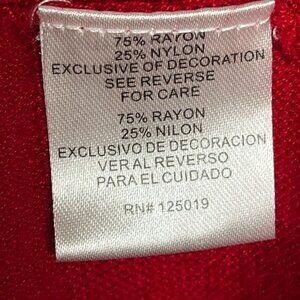 75% RAYON
25% NYLON
EXCLUSIVE OF DECORATION
SEE REVERSE
FOR CARE
75% RAYON
25% NILON
EXCLUSIVO DE DECORACION
VER AL REVERSO
PARA EL CUIDADO
RN# 125019